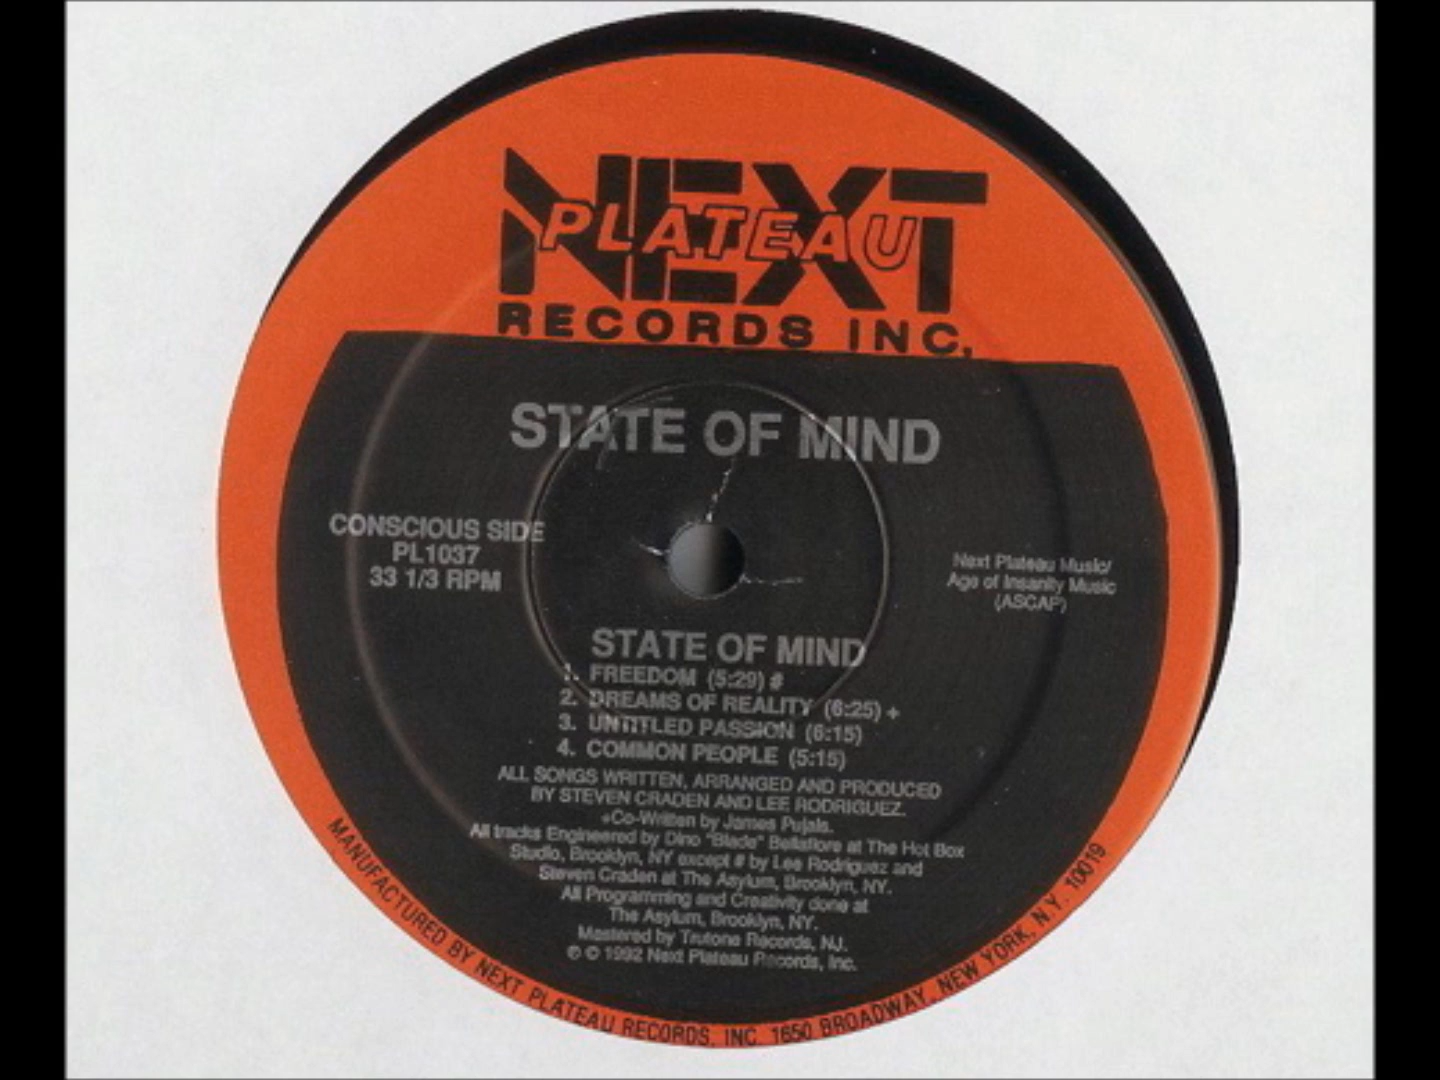 NEXT
PLATEAU
RECORDS INC.
STATE OF MIND
CONSCIOUS SIDE
PL1037
33 1/3 RPM
Next Plateau Music/
Age of Insanity Music
(ASCAP)
STATE OF MIND
1. FREEDOM (5:29) #
2. DREAMS OF REALITY (6:25) +
3. UNTITLED PASSION (6:15)
4. COMMON PEOPLE (5:15)
ALL SONGS WRITTEN, ARRANGED AND PRODUCED
BY STEVEN CRADEN AND LEE RODRIGUEZ.
+Co-Written by James Pujals.
All tracks Engineered by Dino "Blade" Bellafiore at The Hot Box
Studio, Brooklyn, NY except # by Lee Rodriguez and
Steven Craden at The Asylum, Brooklyn, NY.
All Programming and Creativity done at
The Asylum, Brooklyn, NY.
Mastered by Trutone Records, NJ.
℗ © 1992 Next Plateau Records, Inc.
MANUFACTURED BY NEXT PLATEAU RECORDS, INC. 1650 BROADWAY, NEW YORK, N.Y. 10019